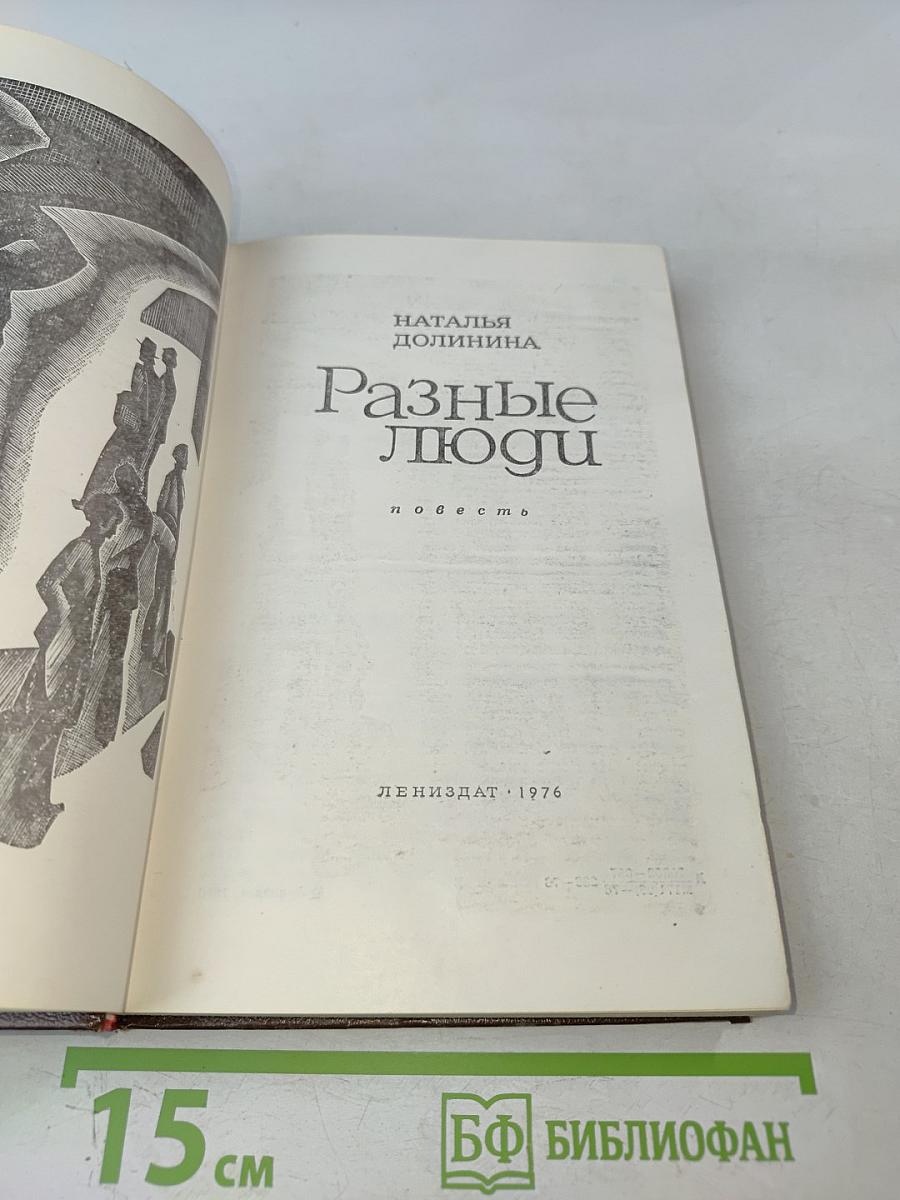 НАТАЛЬЯ
ДОЛИНИНА
Разные
люди
повесть
ЛЕНИЗДАТ · 1976
15 см
БФ БИБЛИОФАН